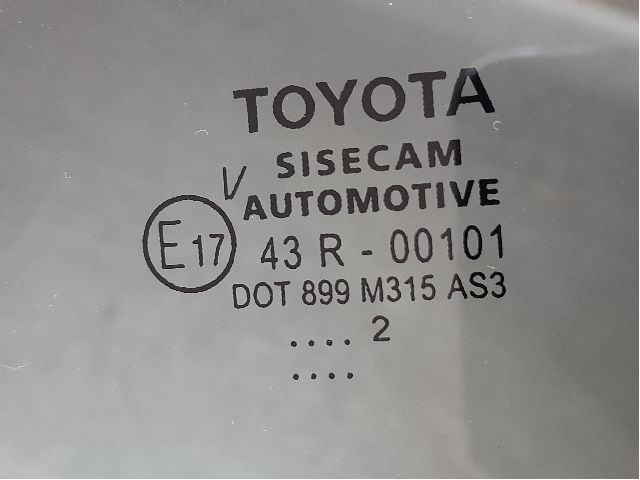 TOYOTA
SISECAM
V AUTOMOTIVE
E17 43 R - 00101
DOT 899 M315 AS3
.... 2
....